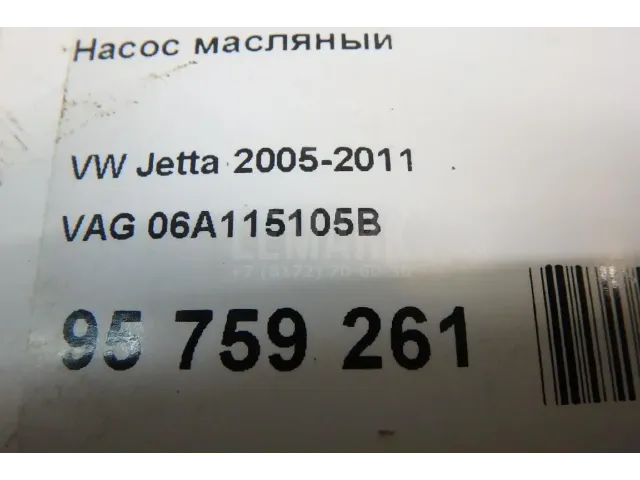 Насос масляный
VW Jetta 2005-2011
VAG 06A115105B
95 759 261